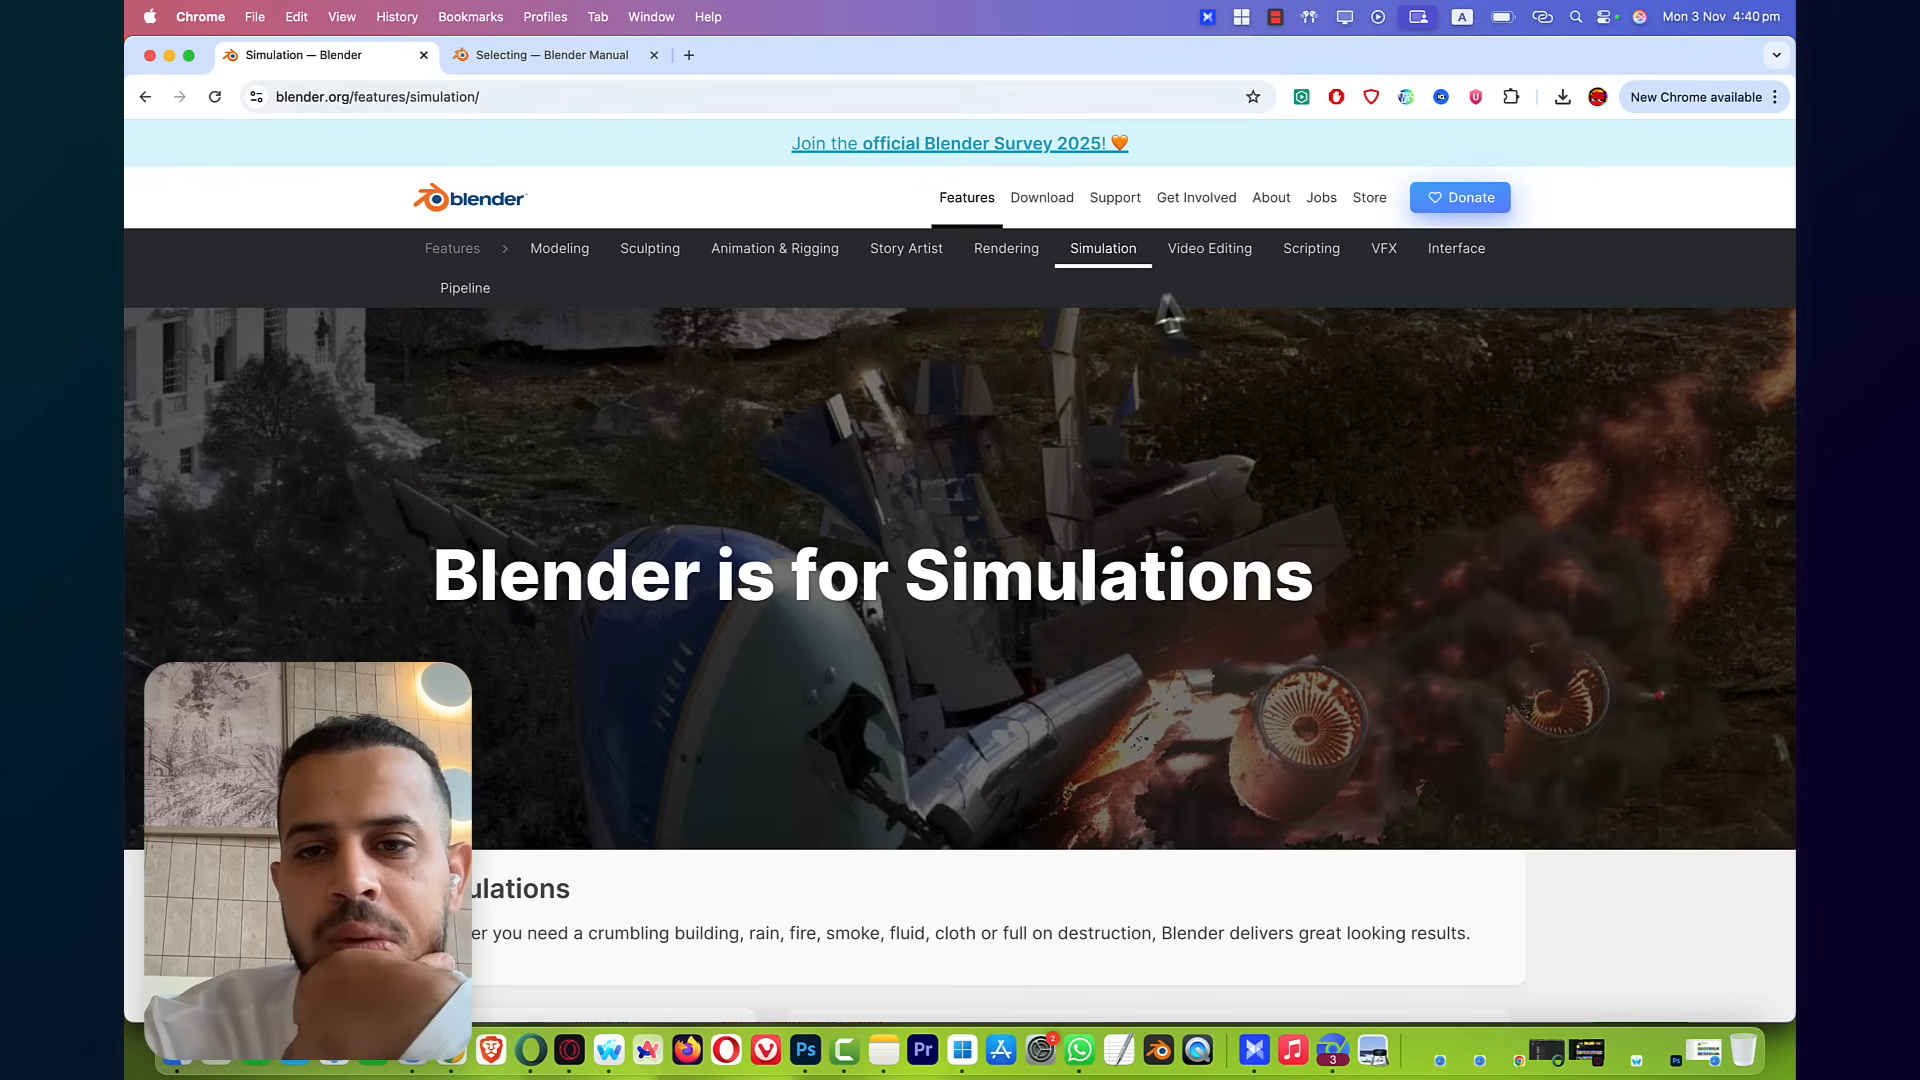 Chrome File Edit View History Bookmarks Profiles Tab Window Help A Mon 3 Nov 4:40 pm
Simulation — Blender Selecting — Blender Manual
blender.org/features/simulation/ New Chrome available
Join the official Blender Survey 2025! 🧡
blender Features Download Support Get Involved About Jobs Store Donate
Features Modeling Sculpting Animation & Rigging Story Artist Rendering Simulation Video Editing Scripting VFX Interface
Pipeline
Blender is for Simulations
ulations
er you need a crumbling building, rain, fire, smoke, fluid, cloth or full on destruction, Blender delivers great looking results.
Ps Pr 2 3